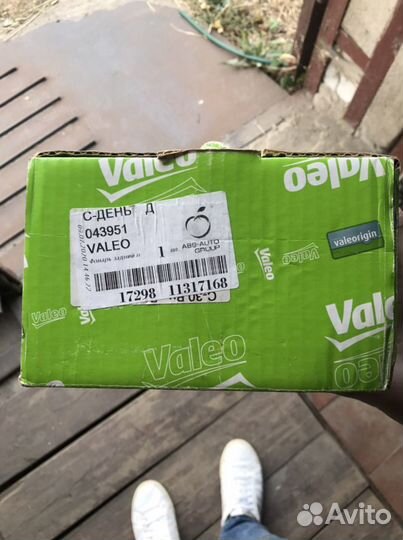 Valeo
Valeo
С-ДЕНЬ Д
043951
VALEO
Фонарь задний п
1 шт.
ABS-AUTO
GROUP
17298 11317168
valeorigin
Valeo
Valeo
Valeo
Valeo
Valeo
Avito